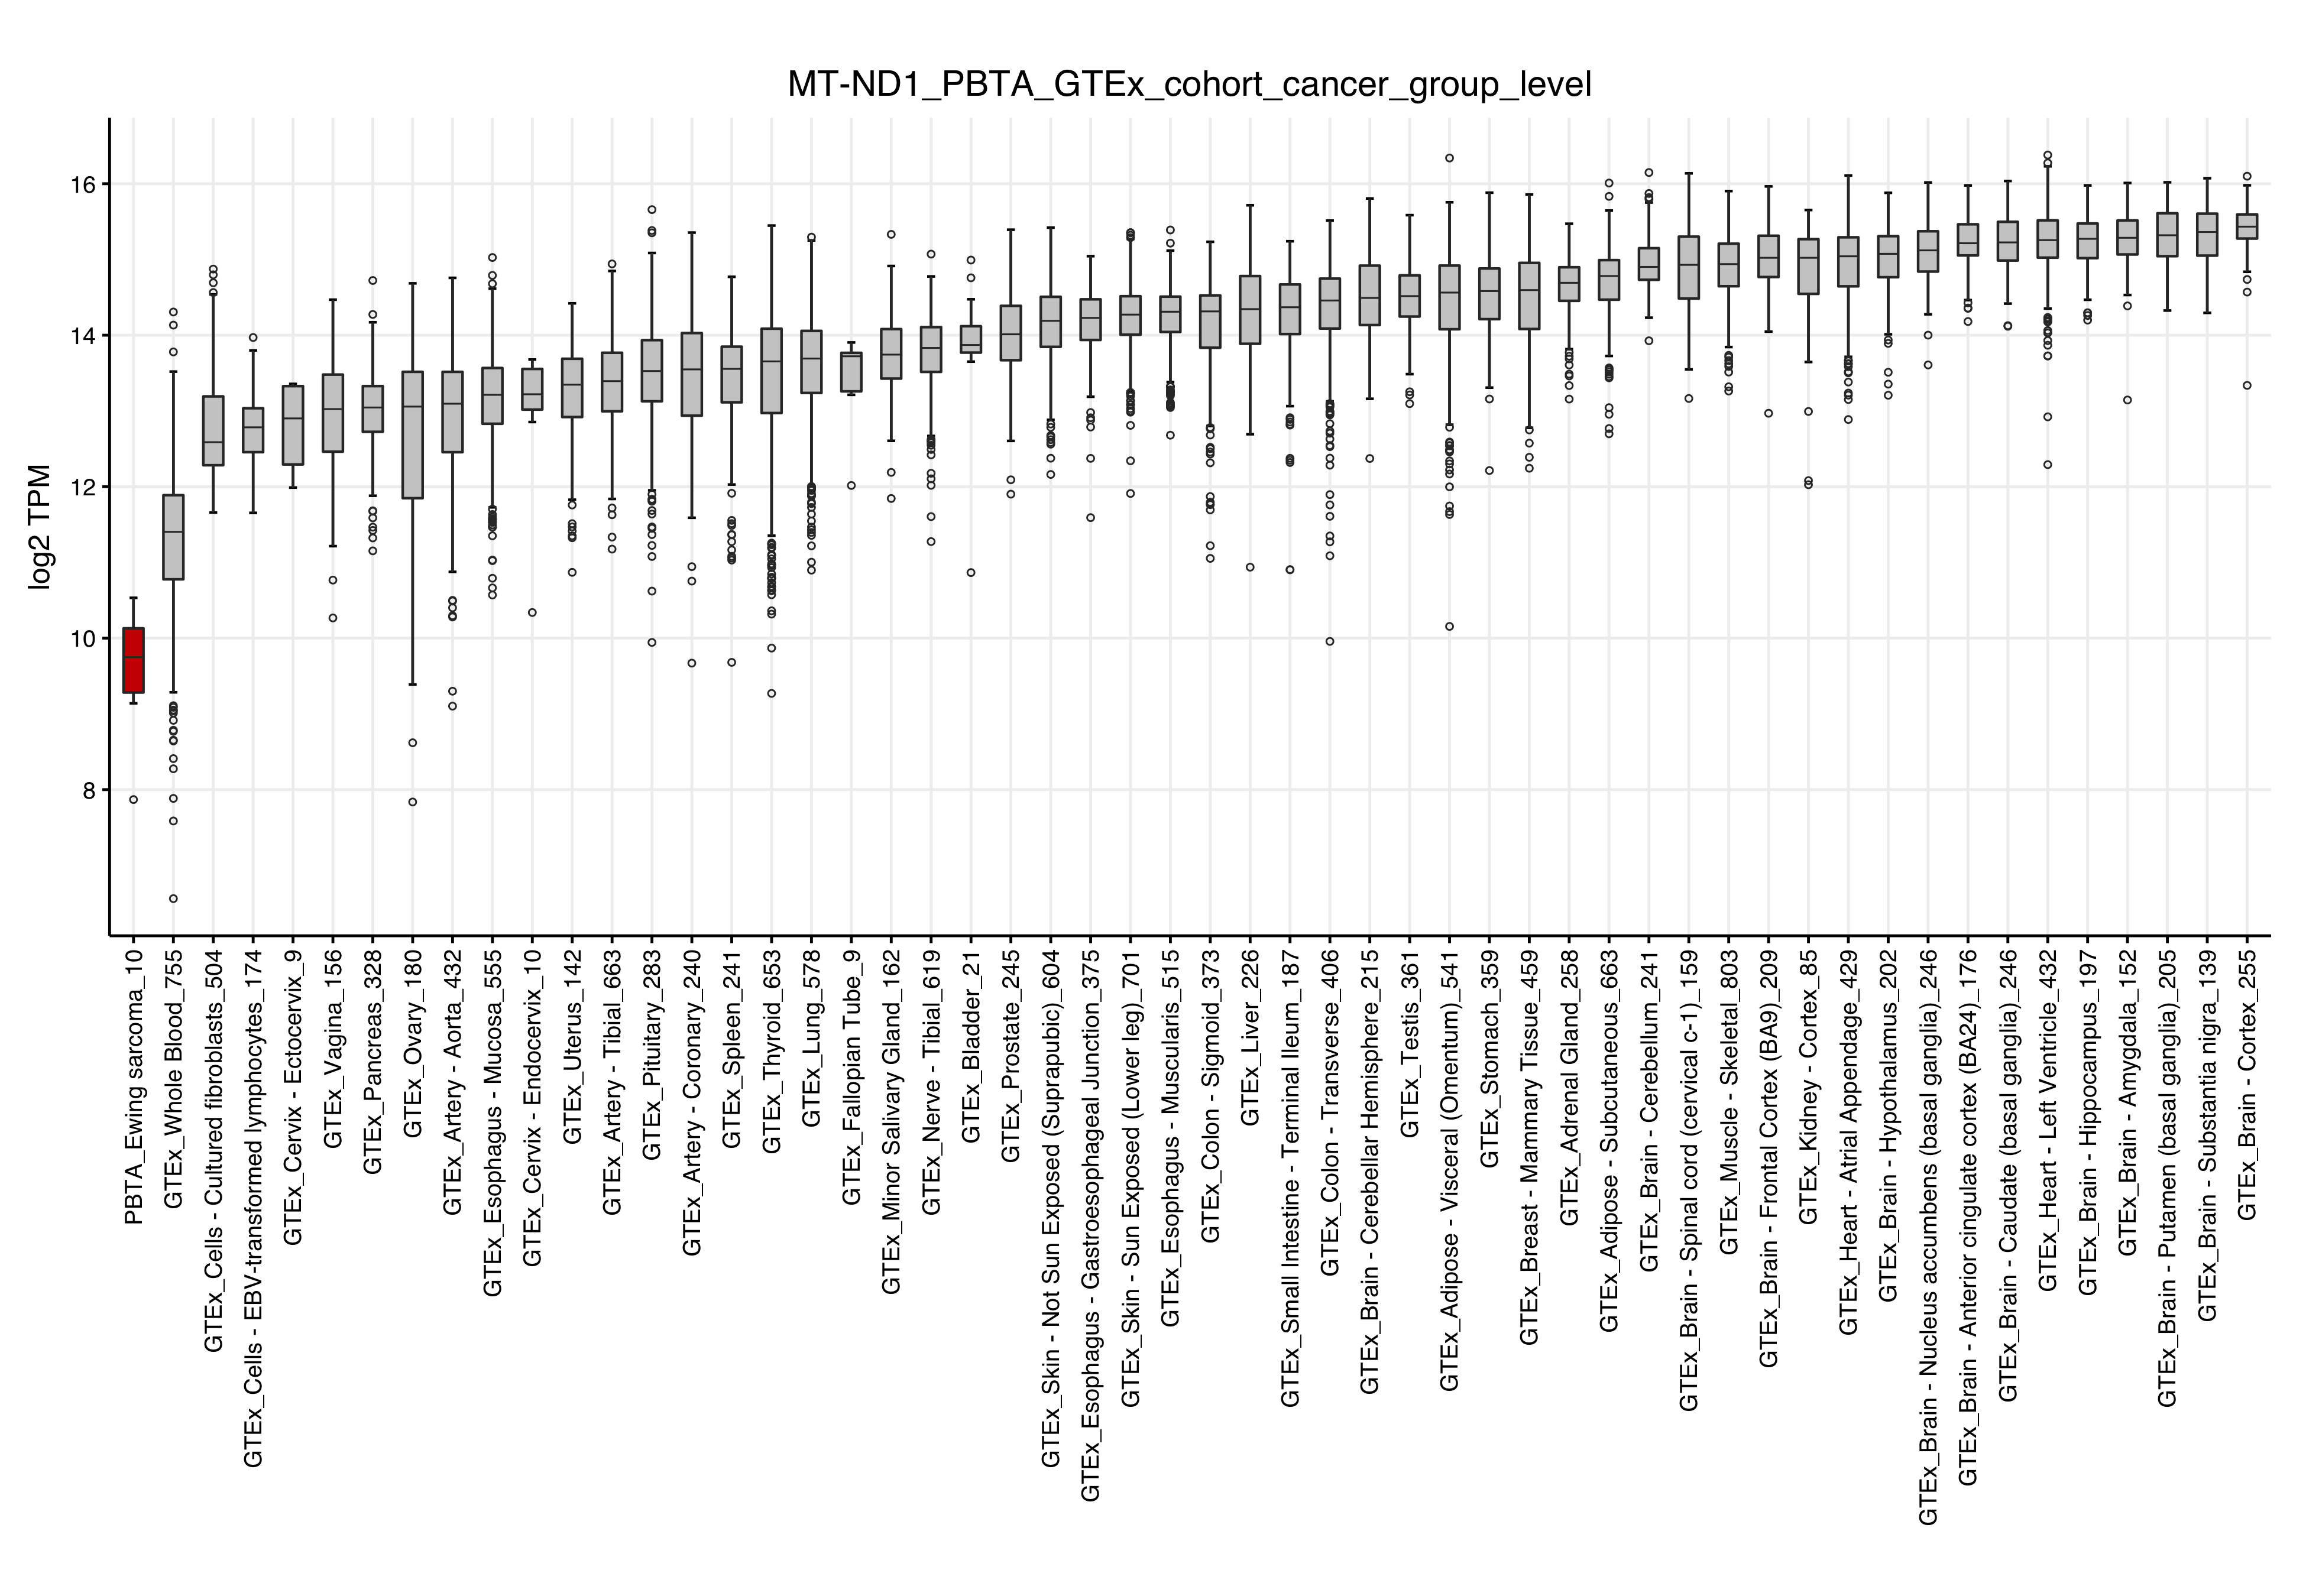 MT-ND1_PBTA_GTEx_cohort_cancer_group_level
log2 TPM
16
14
12
10
8
PBTA_Ewing sarcoma_10
GTEx_Whole Blood_755
GTEx_Cells - Cultured fibroblasts_504
GTEx_Cells - EBV-transformed lymphocytes_174
GTEx_Cervix - Ectocervix_9
GTEx_Vagina_156
GTEx_Pancreas_328
GTEx_Ovary_180
GTEx_Artery - Aorta_432
GTEx_Esophagus - Mucosa_555
GTEx_Cervix - Endocervix_10
GTEx_Uterus_142
GTEx_Artery - Tibial_663
GTEx_Pituitary_283
GTEx_Artery - Coronary_240
GTEx_Spleen_241
GTEx_Thyroid_653
GTEx_Lung_578
GTEx_Fallopian Tube_9
GTEx_Minor Salivary Gland_162
GTEx_Nerve - Tibial_619
GTEx_Bladder_21
GTEx_Prostate_245
GTEx_Skin - Not Sun Exposed (Suprapubic)_604
GTEx_Esophagus - Gastroesophageal Junction_375
GTEx_Skin - Sun Exposed (Lower leg)_701
GTEx_Esophagus - Muscularis_515
GTEx_Colon - Sigmoid_373
GTEx_Liver_226
GTEx_Small Intestine - Terminal Ileum_187
GTEx_Colon - Transverse_406
GTEx_Brain - Cerebellar Hemisphere_215
GTEx_Testis_361
GTEx_Adipose - Visceral (Omentum)_541
GTEx_Stomach_359
GTEx_Breast - Mammary Tissue_459
GTEx_Adrenal Gland_258
GTEx_Adipose - Subcutaneous_663
GTEx_Brain - Cerebellum_241
GTEx_Brain - Spinal cord (cervical c-1)_159
GTEx_Muscle - Skeletal_803
GTEx_Brain - Frontal Cortex (BA9)_209
GTEx_Kidney - Cortex_85
GTEx_Heart - Atrial Appendage_429
GTEx_Brain - Hypothalamus_202
GTEx_Brain - Nucleus accumbens (basal ganglia)_246
GTEx_Brain - Anterior cingulate cortex (BA24)_176
GTEx_Brain - Caudate (basal ganglia)_246
GTEx_Heart - Left Ventricle_432
GTEx_Brain - Hippocampus_197
GTEx_Brain - Amygdala_152
GTEx_Brain - Putamen (basal ganglia)_205
GTEx_Brain - Substantia nigra_139
GTEx_Brain - Cortex_255